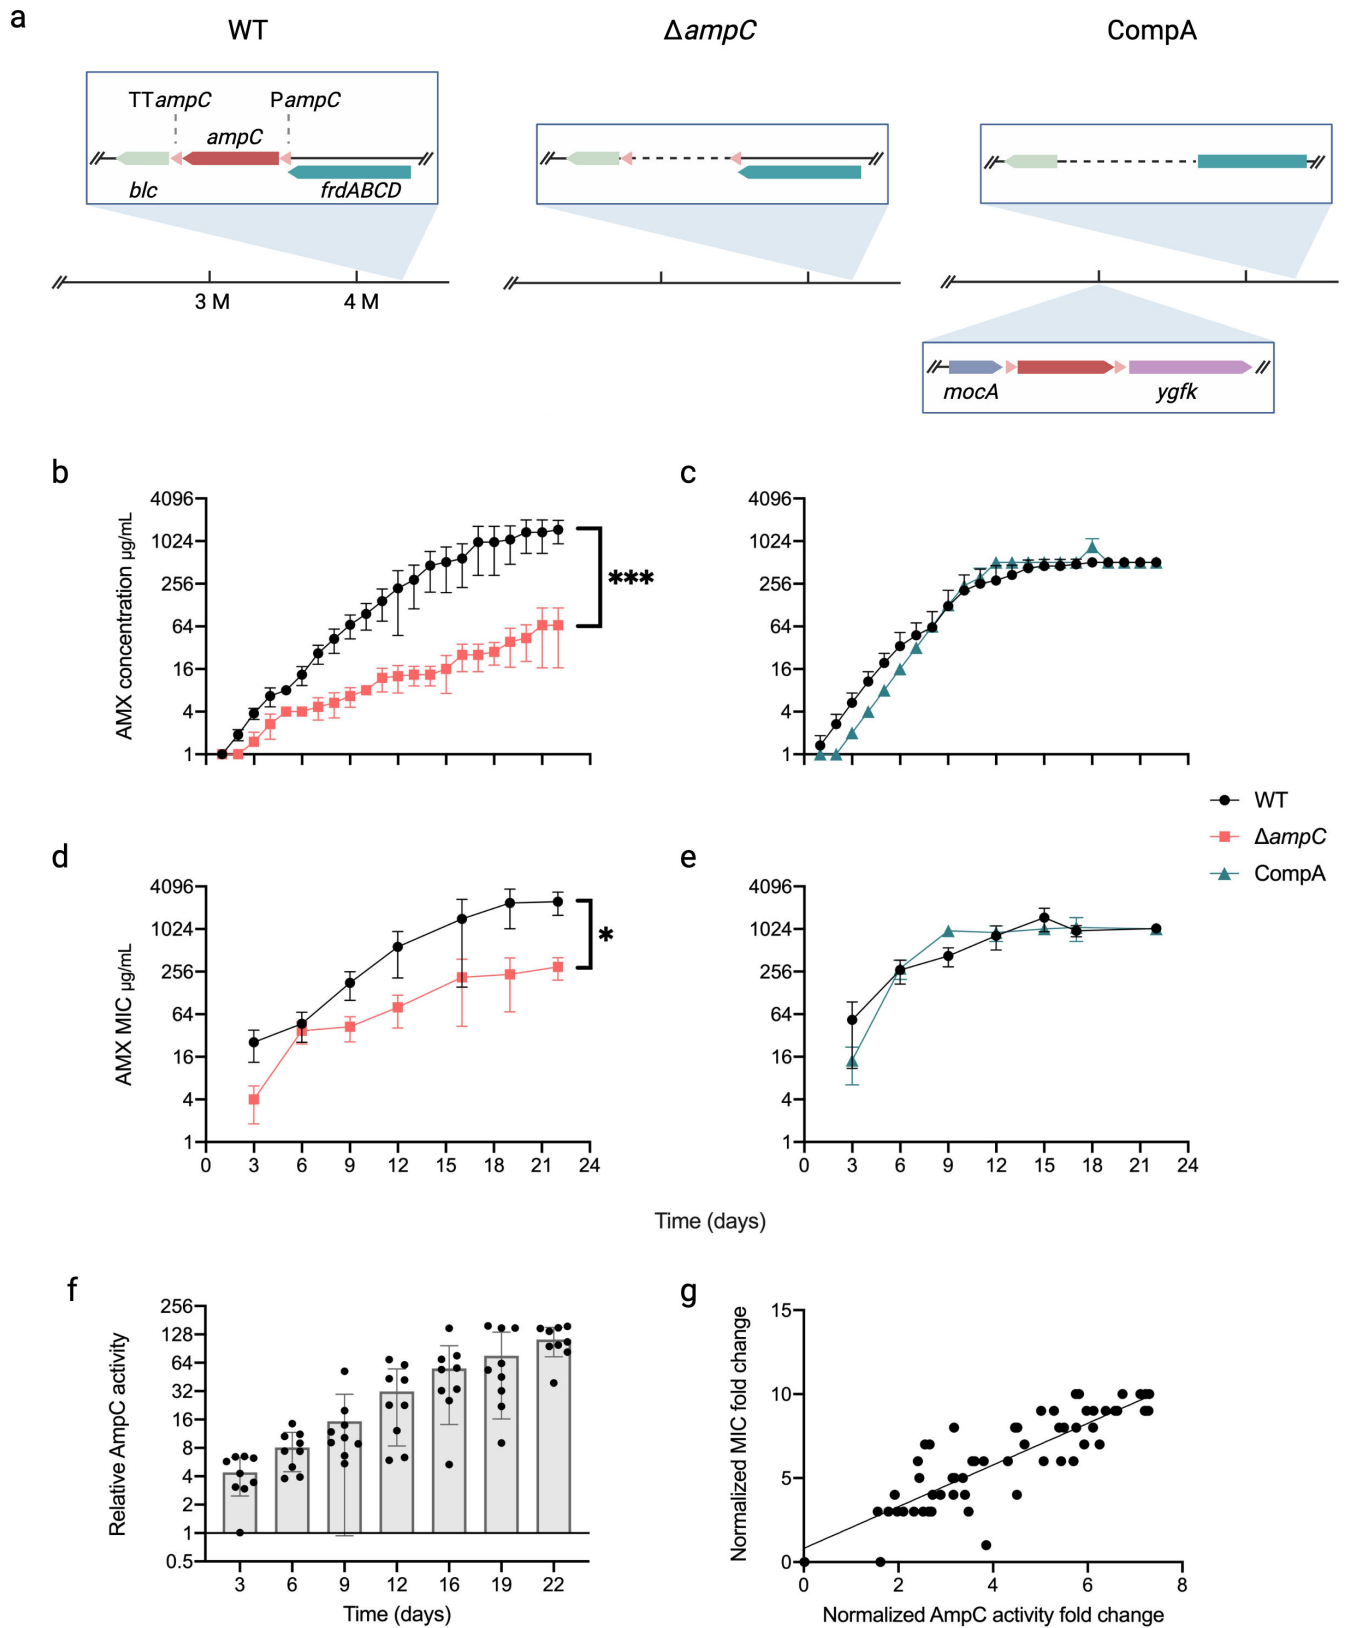 a
WT
ΔampC
CompA
TTampC
PampC
ampC
blc
frdABCD
3 M
4 M
mocA
ygfk
b
4096
1024
256
64
16
4
1
AMX concentration µg/mL
***
c
4096
1024
256
64
16
4
1
WT
ΔampC
CompA
d
4096
1024
256
64
16
4
1
AMX MIC µg/mL
*
0 3 6 9 12 15 18 21 24
e
4096
1024
256
64
16
4
1
0 3 6 9 12 15 18 21 24
Time (days)
f
256
128
64
32
16
8
4
2
1
0.5
Relative AmpC activity
3 6 9 12 16 19 22
Time (days)
g
15
10
5
0
Normalized MIC fold change
0 2 4 6 8
Normalized AmpC activity fold change